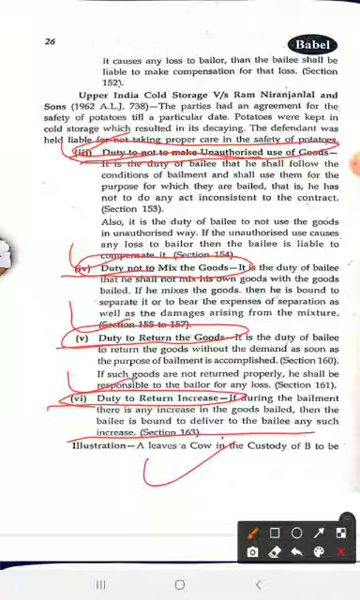 26
Babel
it causes any loss to bailor, than the bailee shall be
liable to make compensation for that loss. (Section
152).
Upper India Cold Storage V/s Ram Niranjanlal and
Sons (1962 A.L.J. 738)—The parties had an agreement for the
safety of potatoes till a particular date. Potatoes were kept in
cold storage which resulted in its decaying. The defendant was
held liable for not taking proper care in the safety of potatoes
(iii) Duty to not to make Unauthorised use of Goods—
It is the duty of bailee that he shall follow the
conditions of bailment and shall use them for the
purpose for which they are bailed, that is, he has
not to do any act inconsistent to the contract.
(Section 153).
Also, it is the duty of bailee to not use the goods
in unauthorised way. If the unauthorised use causes
any loss to bailor then the bailee is liable to
compensate it. (Section 154).
(iv) Duty not to Mix the Goods—It is the duty of bailee
that he shall not mix his own goods with the goods
bailed. If he mixes the goods, then he is bound to
separate it or to bear the expenses of separation as
well as the damages arising from the mixture.
(Section 155 to 157).
(v) Duty to Return the Goods—It is the duty of bailee
to return the goods without the demand as soon as
the purpose of bailment is accomplished. (Section 160).
If such goods are not returned properly, he shall be
responsible to the bailor for any loss. (Section 161).
(vi) Duty to Return Increase—If during the bailment
there is any increase in the goods bailed, then the
bailee is bound to deliver to the bailee any such
increase. (Section 163).
Illustration—A leaves a Cow in the Custody of B to be